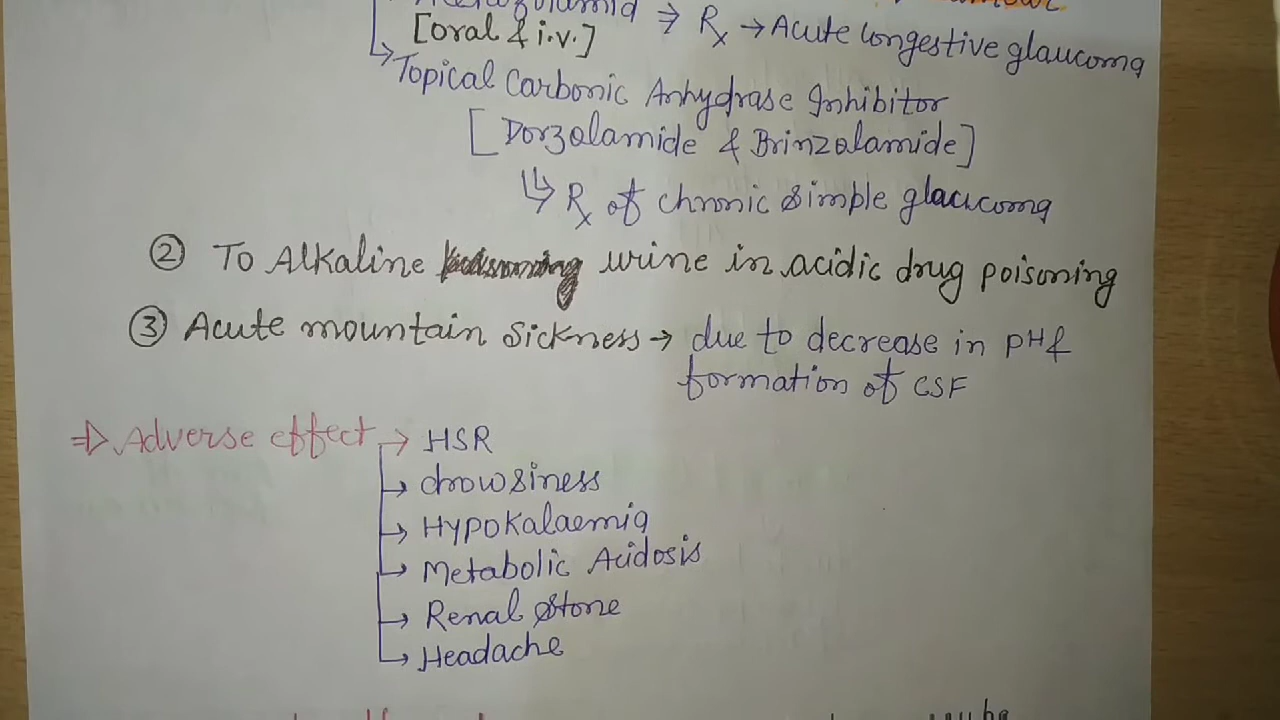 [oral & i.v.] ⇒ Rx → Acute congestive glaucoma
↳ Topical Carbonic Anhydrase Inhibitor
[Dorzolamide & Brinzolamide]
↳ Rx of chronic simple glaucoma
② To Alkaline urine in acidic drug poisoning
③ Acute mountain sickness → due to decrease in pH &
formation of CSF
⇒ Adverse effect → HSR
→ drowsiness
→ Hypokalaemia
→ Metabolic Acidosis
→ Renal stone
→ Headache